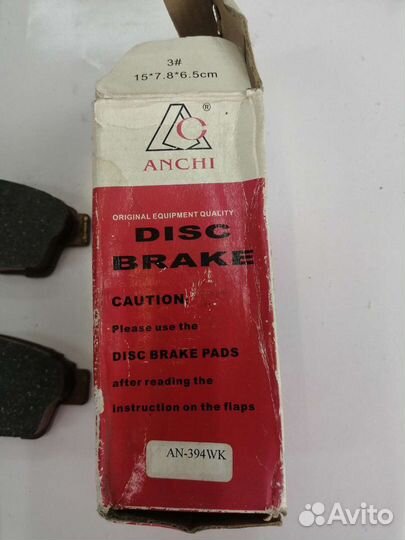 3#
15*7.8*6.5cm
®
ANCHI
ORIGINAL EQUIPMENT QUALITY
DISC
BRAKE
CAUTION:
Please use the
DISC BRAKE PADS
after reading the
instruction on the flaps
AN-394WK
Avito